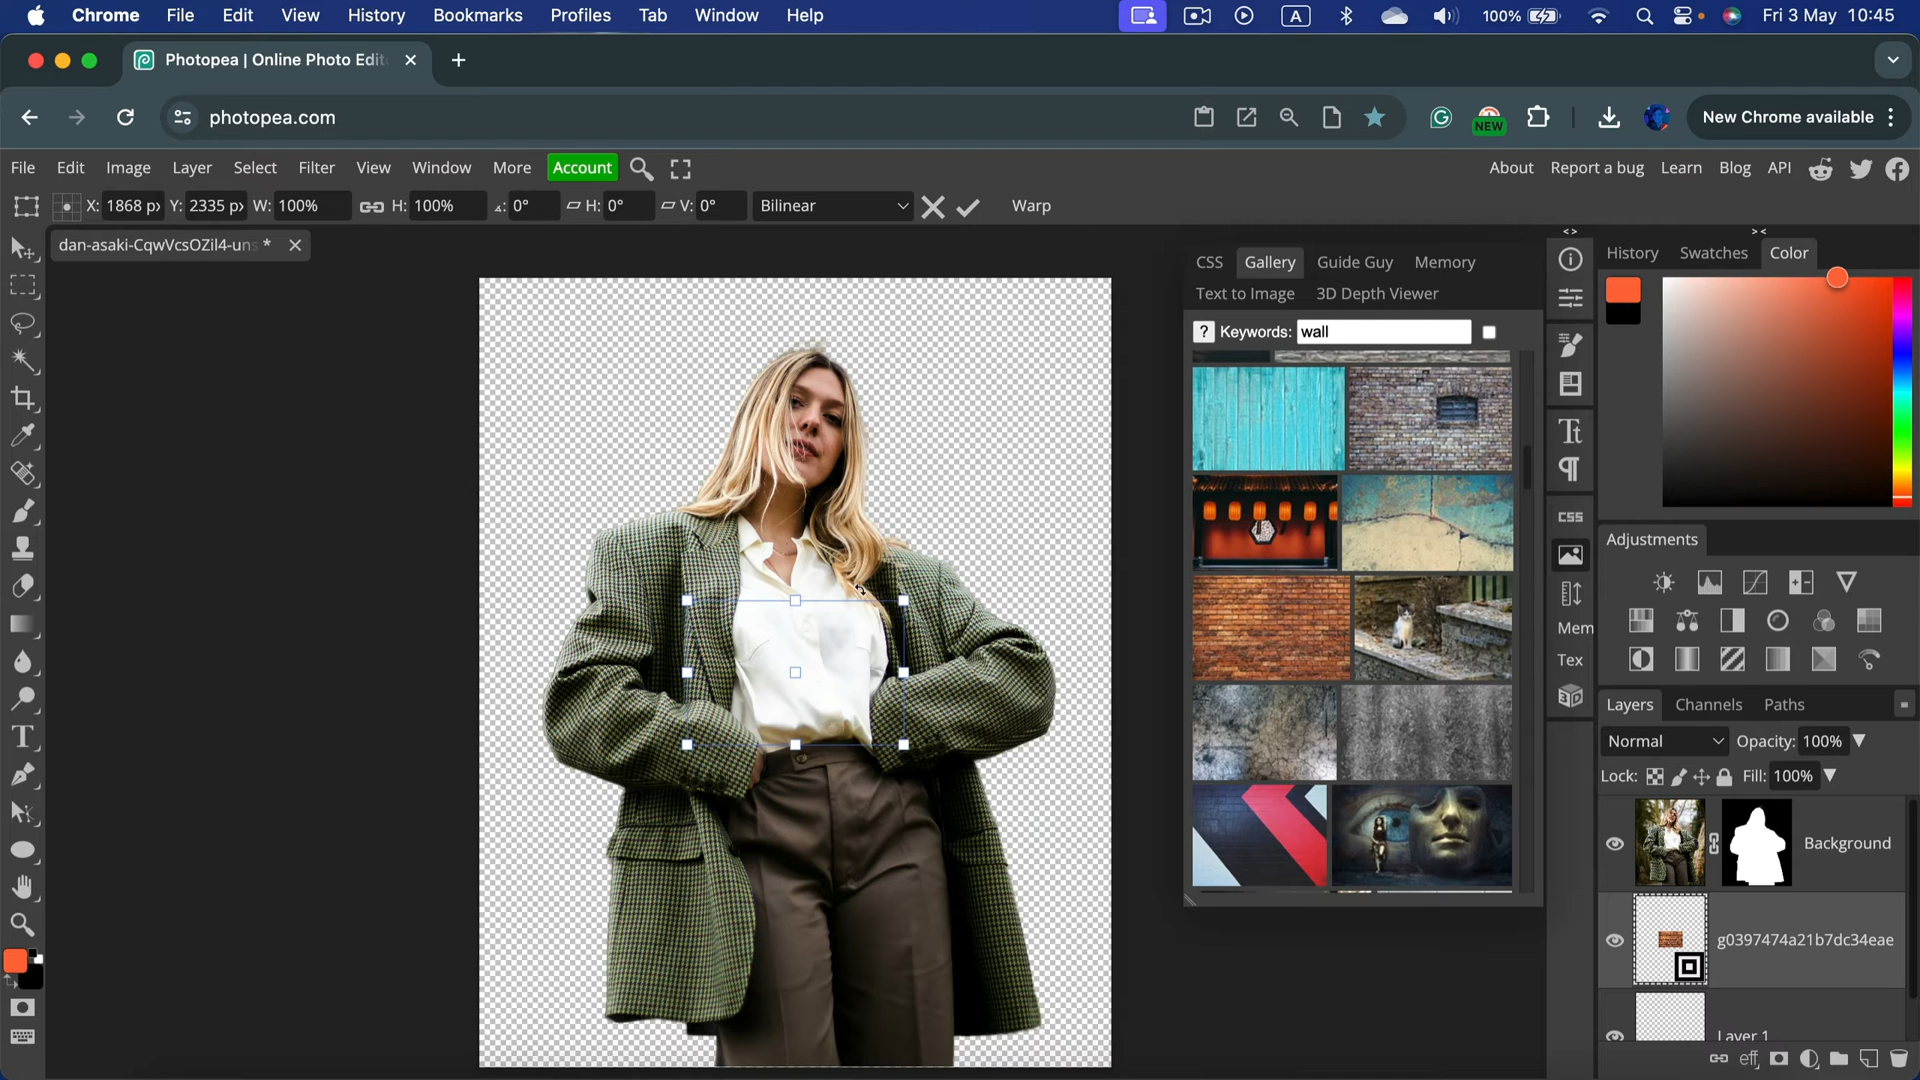 Chrome File Edit View History Bookmarks Profiles Tab Window Help A 100% Fri 3 May 10:45
Photopea | Online Photo Edit
photopea.com NEW New Chrome available
File Edit Image Layer Select Filter View Window More Account About Report a bug Learn Blog API
X: 1868 px Y: 2335 px W: 100% H: 100% 0° H: 0° V: 0° Bilinear Warp
dan-asaki-CqwVcsOZil4-uns *
CSS Gallery Guide Guy Memory
Text to Image 3D Depth Viewer
? Keywords: wall
CSS
Mem
Tex
History Swatches Color
Adjustments
Layers Channels Paths
Normal Opacity: 100%
Lock: Fill: 100%
Background
g0397474a21b7dc34eae
Layer 1
eff